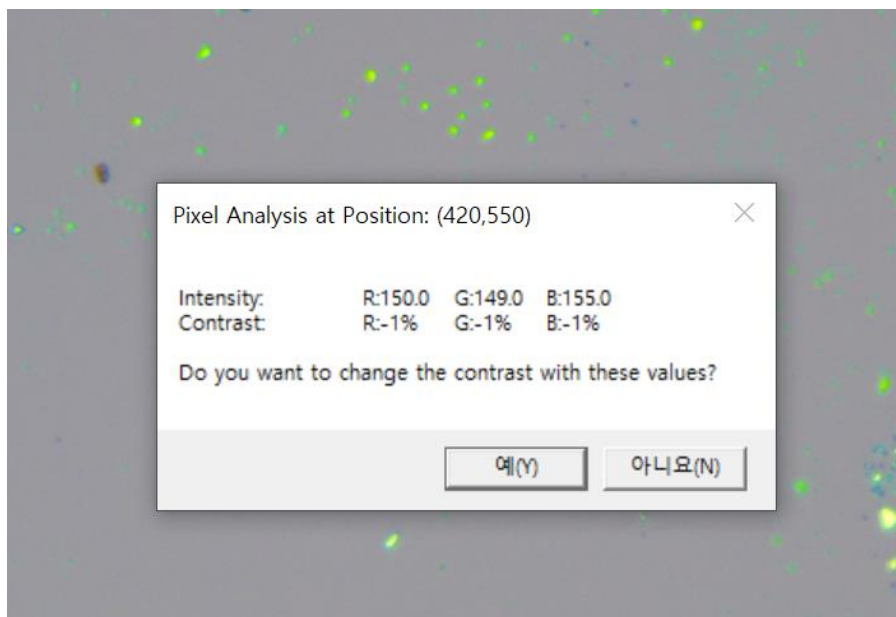 Pixel Analysis at Position: (420,550)
Intensity: R:150.0 G:149.0 B:155.0
Contrast: R:-1% G:-1% B:-1%
Do you want to change the contrast with these values?
예(Y) 아니요(N)